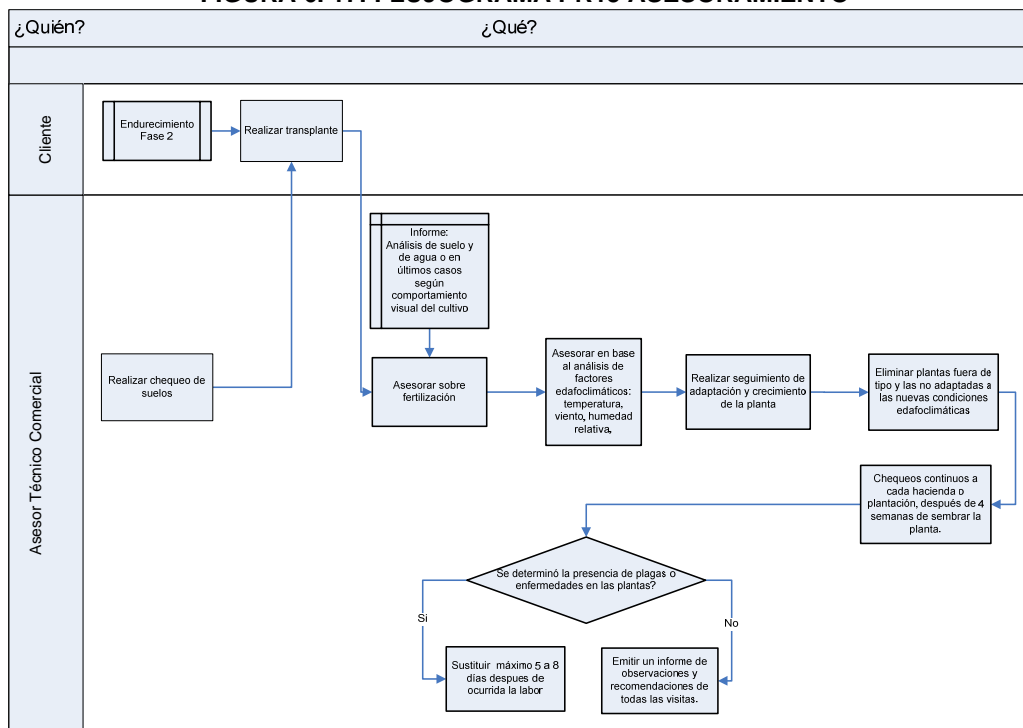 ¿Quién?
¿Qué?
Cliente
Endurecimiento
Fase 2
Realizar transplante
Asesor Técnico Comercial
Informe:
Análisis de suelo y
de agua o en
últimos casos
según
comportamiento
visual del cultivo
Realizar chequeo de
suelos
Asesorar sobre
fertilización
Asesorar en base
al análisis de
factores
edafoclimáticos:
temperatura,
viento, humedad
relativa,
Realizar seguimiento de
adaptación y crecimiento
de la planta
Eliminar plantas fuera de
tipo y las no adaptadas a
las nuevas condiciones
edafoclimáticas
Chequeos continuos a
cada hacienda o
plantación, después de 4
semanas de sembrar la
planta.
Se determinó la presencia de plagas o
enfermedades en las plantas?
Si
No
Sustituir máximo 5 a 8
días despues de
ocurrida la labor
Emitir un informe de
observaciones y
recomendaciones de
todas las visitas.